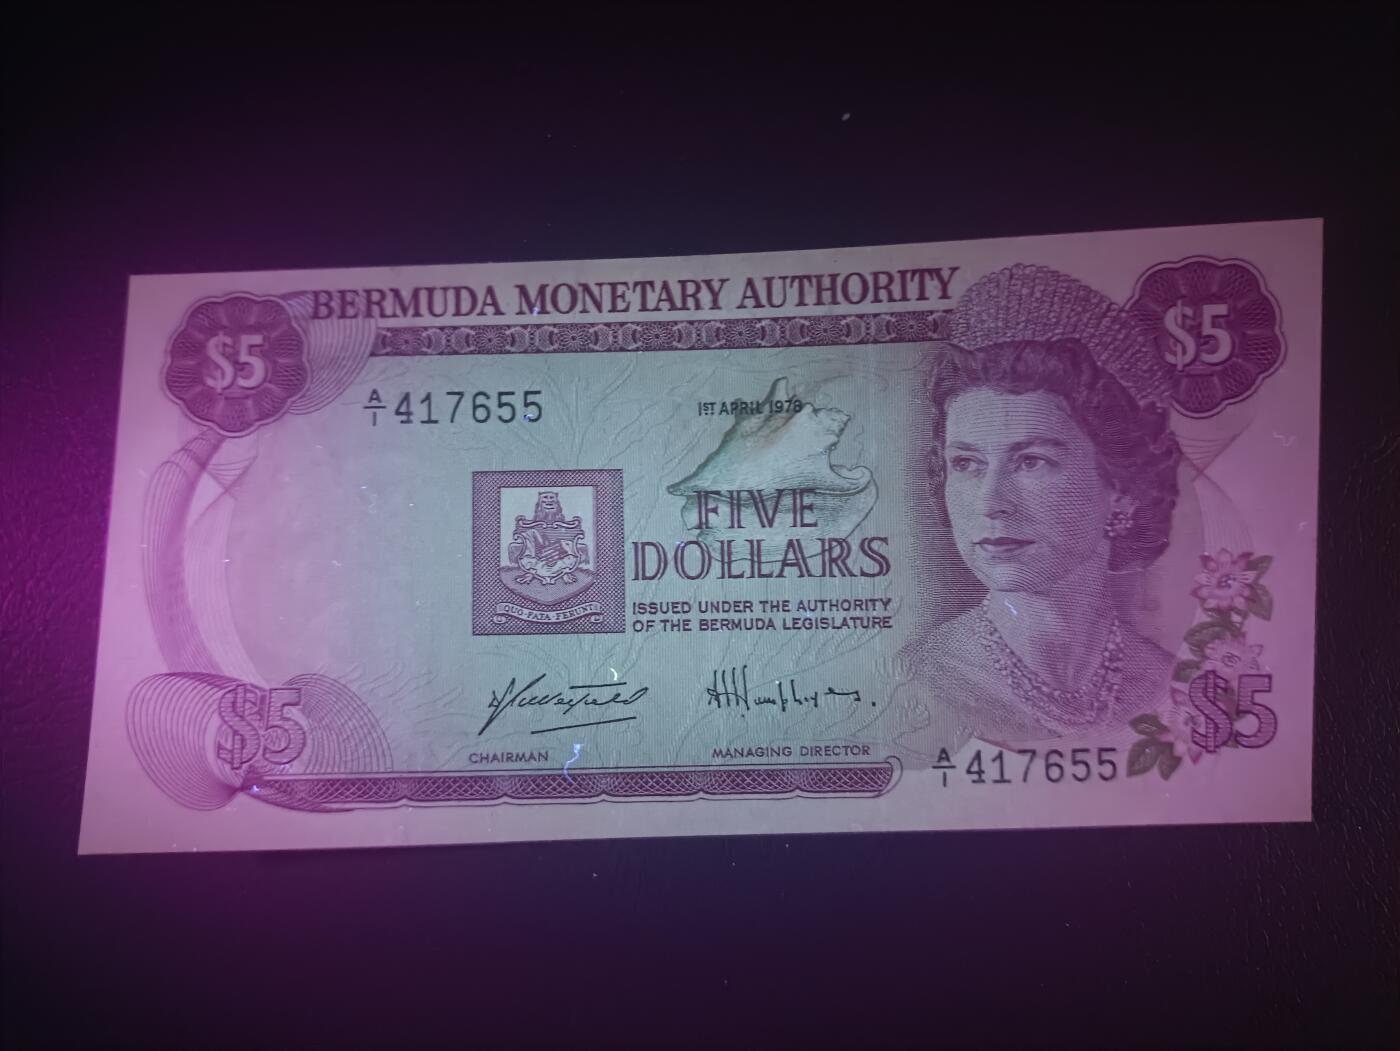 BERMUDA MONETARY AUTHORITY
$5
$5
A/1 417655
1ST APRIL 1978
FIVE
DOLLARS
QUO FATA FERUNT
ISSUED UNDER THE AUTHORITY
OF THE BERMUDA LEGISLATURE
$5
$5
CHAIRMAN
MANAGING DIRECTOR
A/1 417655